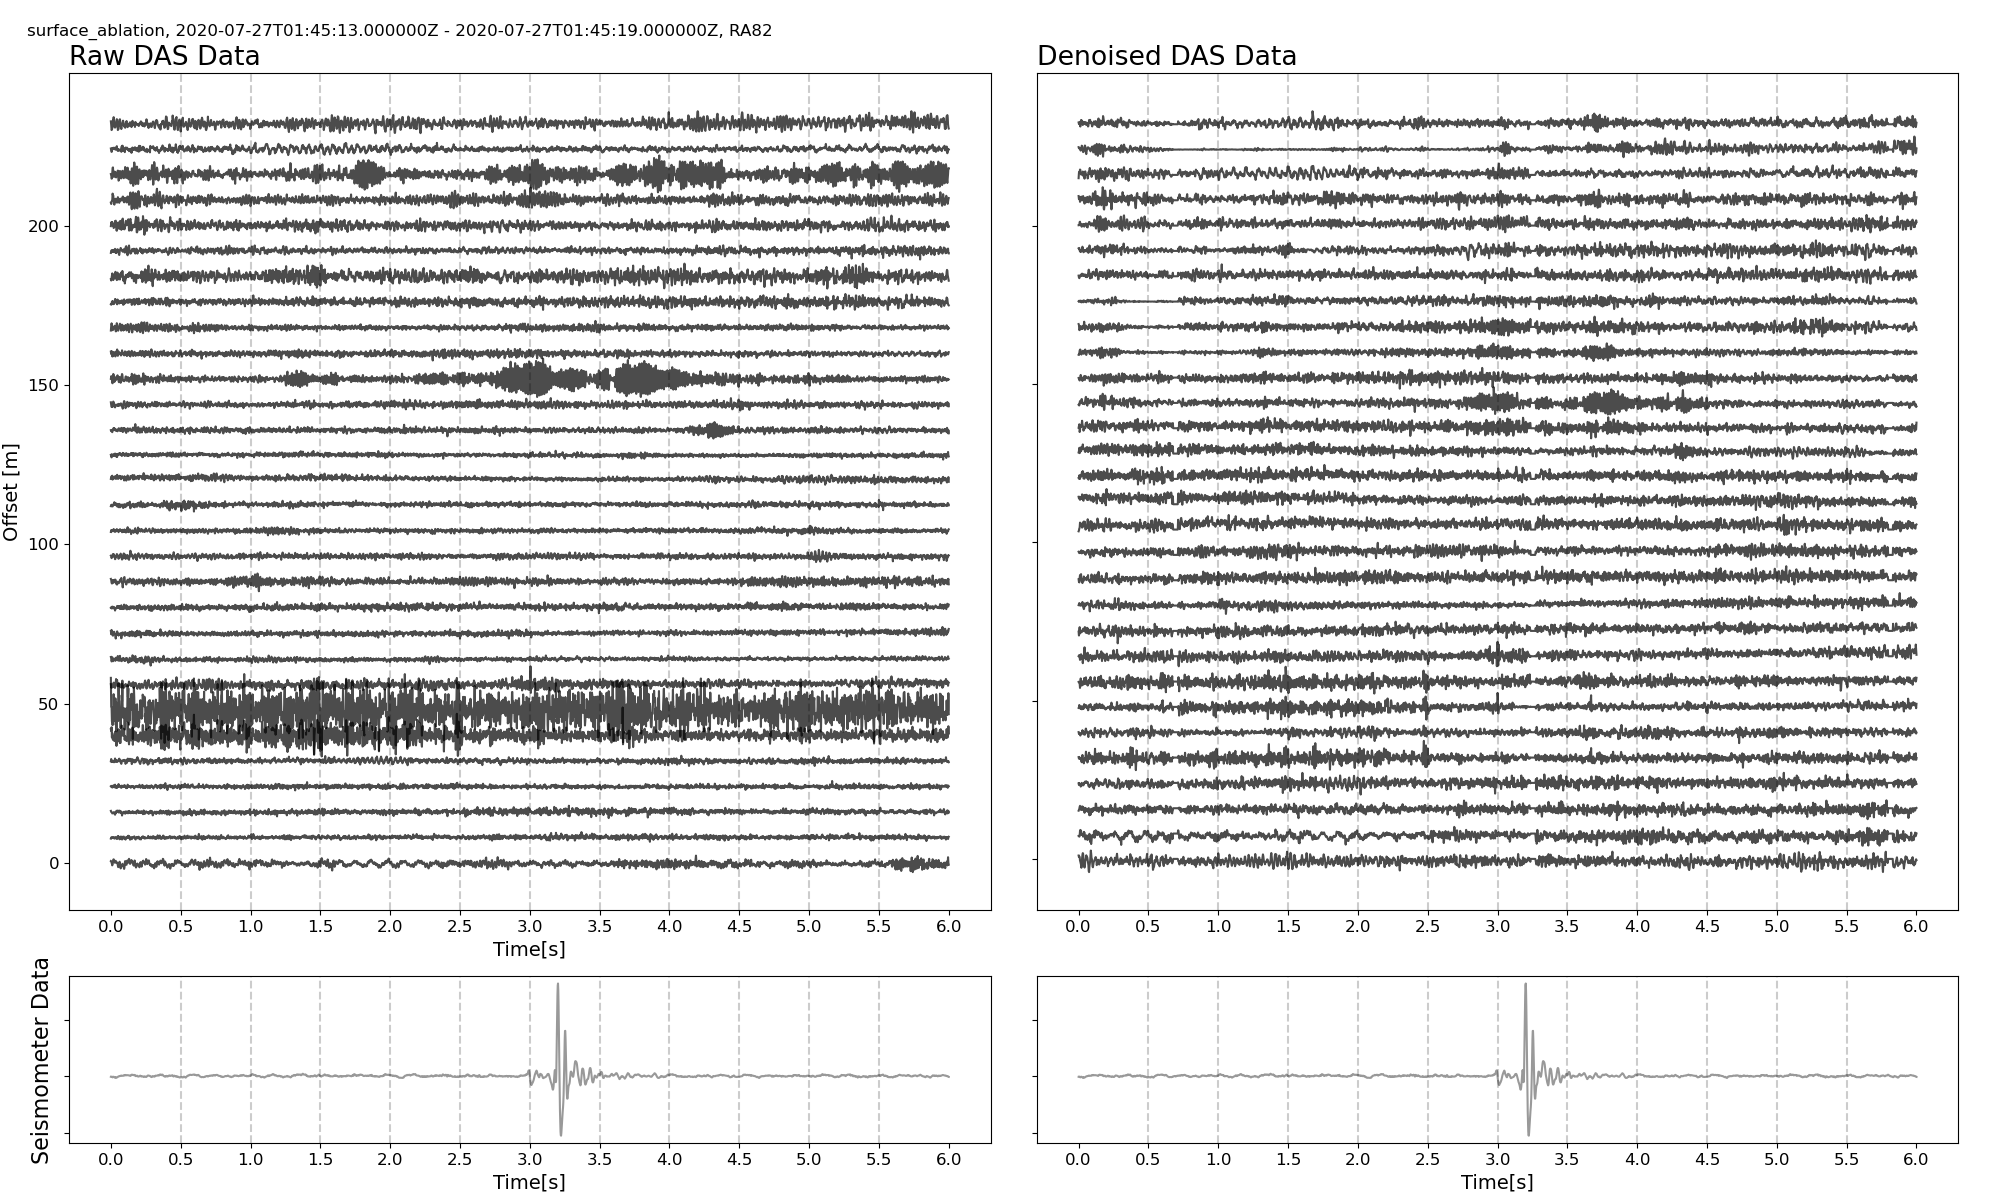 surface_ablation, 2020-07-27T01:45:13.000000Z - 2020-07-27T01:45:19.000000Z, RA82
Raw DAS Data
Denoised DAS Data
Offset [m]
200
150
100
50
0
0.0 0.5 1.0 1.5 2.0 2.5 3.0 3.5 4.0 4.5 5.0 5.5 6.0
Time[s]
0.0 0.5 1.0 1.5 2.0 2.5 3.0 3.5 4.0 4.5 5.0 5.5 6.0
Seismometer Data
0.0 0.5 1.0 1.5 2.0 2.5 3.0 3.5 4.0 4.5 5.0 5.5 6.0
Time[s]
0.0 0.5 1.0 1.5 2.0 2.5 3.0 3.5 4.0 4.5 5.0 5.5 6.0
Time[s]